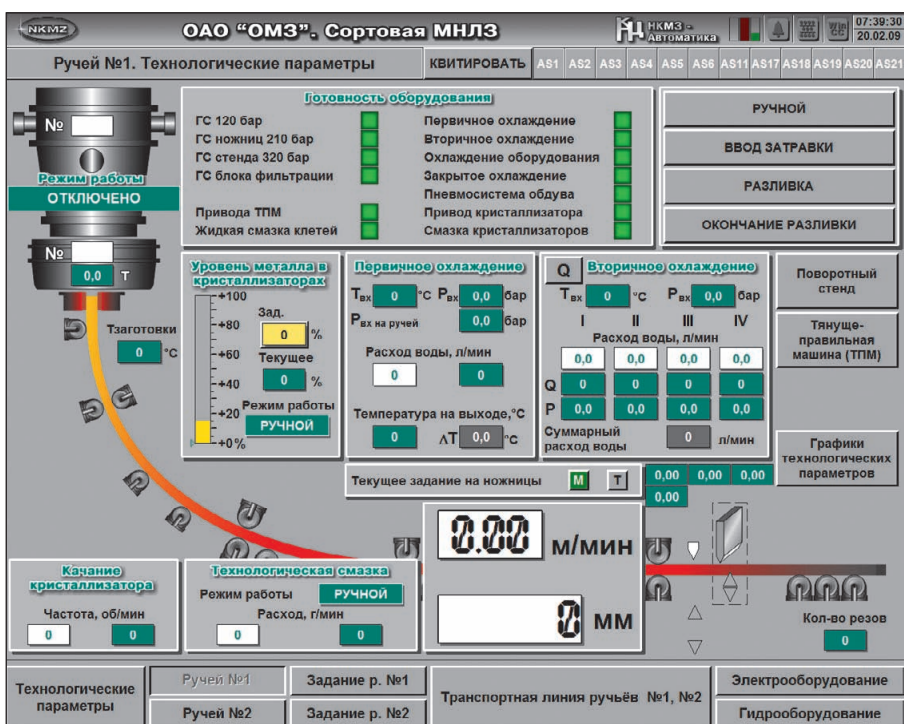 NKMZ
ОАО “ОМЗ”. Сортовая МНЛЗ
НКМЗ -
Автоматика
Win
CC
07:39:30
20.02.09
Ручей №1. Технологические параметры
КВИТИРОВАТЬ
AS1 AS2 AS3 AS4 AS5 AS6 AS11 AS17 AS18 AS19 AS20 AS21
№
Режим работы
ОТКЛЮЧЕНО
№
0,0 Т
Tзаготовки
0 °C
Готовность оборудования
ГС 120 бар
ГС ножниц 210 бар
ГС стенда 320 бар
ГС блока фильтрации
Привода ТПМ
Жидкая смазка клетей
Первичное охлаждение
Вторичное охлаждение
Охлаждение оборудования
Закрытое охлаждение
Пневмосистема обдува
Привод кристаллизатора
Смазка кристаллизаторов
РУЧНОЙ
ВВОД ЗАТРАВКИ
РАЗЛИВКА
ОКОНЧАНИЕ РАЗЛИВКИ
Уровень металла в
кристаллизаторах
+100
+80
+60
+40
+20
+0%
Зад.
0 %
Текущее
0 %
Режим работы
РУЧНОЙ
Первичное охлаждение
Tвх 0 °C Pвх 0,0 бар
Pвх на ручей 0,0 бар
Расход воды, л/мин
0 0
Температура на выходе,°C
0 ΔT 0,0 °C
Q Вторичное охлаждение
Tвх 0 °C Pвх 0,0 бар
I II III IV
Расход воды, л/мин
0,0 0,0 0,0 0,0
Q 0 0 0 0
P 0,0 0,0 0,0 0,0
Суммарный
расход воды 0 л/мин
Поворотный
стенд
Тянуще-
правильная
машина (ТПМ)
Графики
технологических
параметров
Текущее задание на ножницы М Т
0,00 0,00 0,00
0,00
0.00 м/мин
0 мм
Качание
кристаллизатора
Частота, об/мин
0 0
Технологическая смазка
Режим работы РУЧНОЙ
Расход, г/мин
0 0
Кол-во резов
0
Технологические
параметры
Ручей №1
Ручей №2
Задание р. №1
Задание р. №2
Транспортная линия ручьёв №1, №2
Электрооборудование
Гидрооборудование